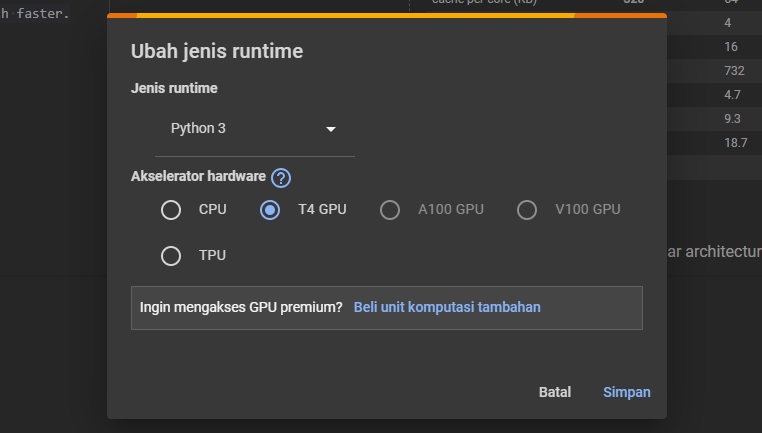 h faster.
cache per core (KB) 320 64
4
Ubah jenis runtime
16
732
Jenis runtime
4.7
9.3
Python 3
18.7
Akselerator hardware ?
CPU T4 GPU A100 GPU V100 GPU
TPU
ar architectur
Ingin mengakses GPU premium? Beli unit komputasi tambahan
Batal Simpan